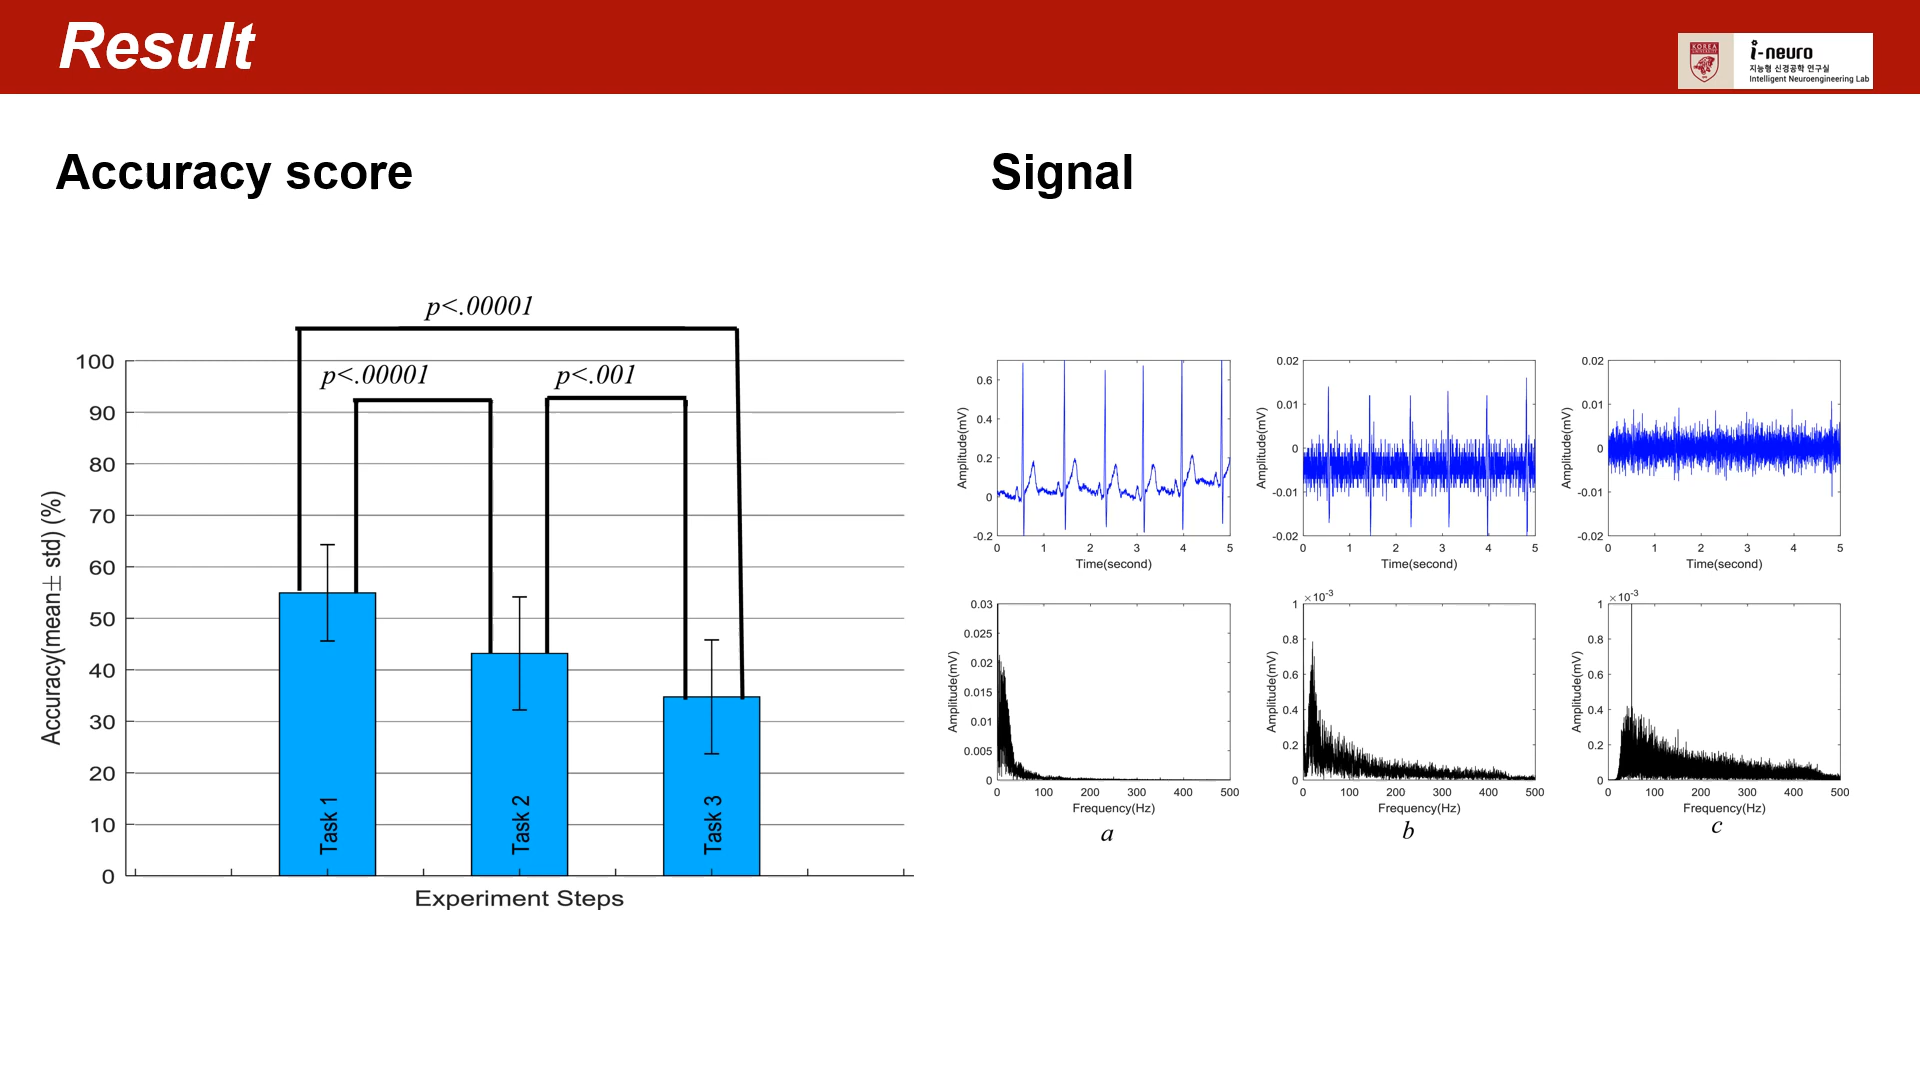 Result
KOREA
UNIVERSITY
i-neuro
지능형 신경공학 연구실
Intelligent Neuroengineering Lab
Accuracy score
Signal
p<.00001
p<.00001
p<.001
100
90
80
70
60
50
40
30
20
10
0
Accuracy(mean± std) (%)
Task 1
Task 2
Task 3
Experiment Steps
0.6
0.4
0.2
0
-0.2
Amplitude(mV)
0 1 2 3 4 5
Time(second)
0.02
0.01
0
-0.01
-0.02
Amplitude(mV)
0 1 2 3 4 5
Time(second)
0.02
0.01
0
-0.01
-0.02
Amplitude(mV)
0 1 2 3 4 5
Time(second)
0.03
0.025
0.02
0.015
0.01
0.005
0
Amplitude(mV)
0 100 200 300 400 500
Frequency(Hz)
a
×10-3
1
0.8
0.6
0.4
0.2
0
Amplitude(mV)
0 100 200 300 400 500
Frequency(Hz)
b
×10-3
1
0.8
0.6
0.4
0.2
0
Amplitude(mV)
0 100 200 300 400 500
Frequency(Hz)
c